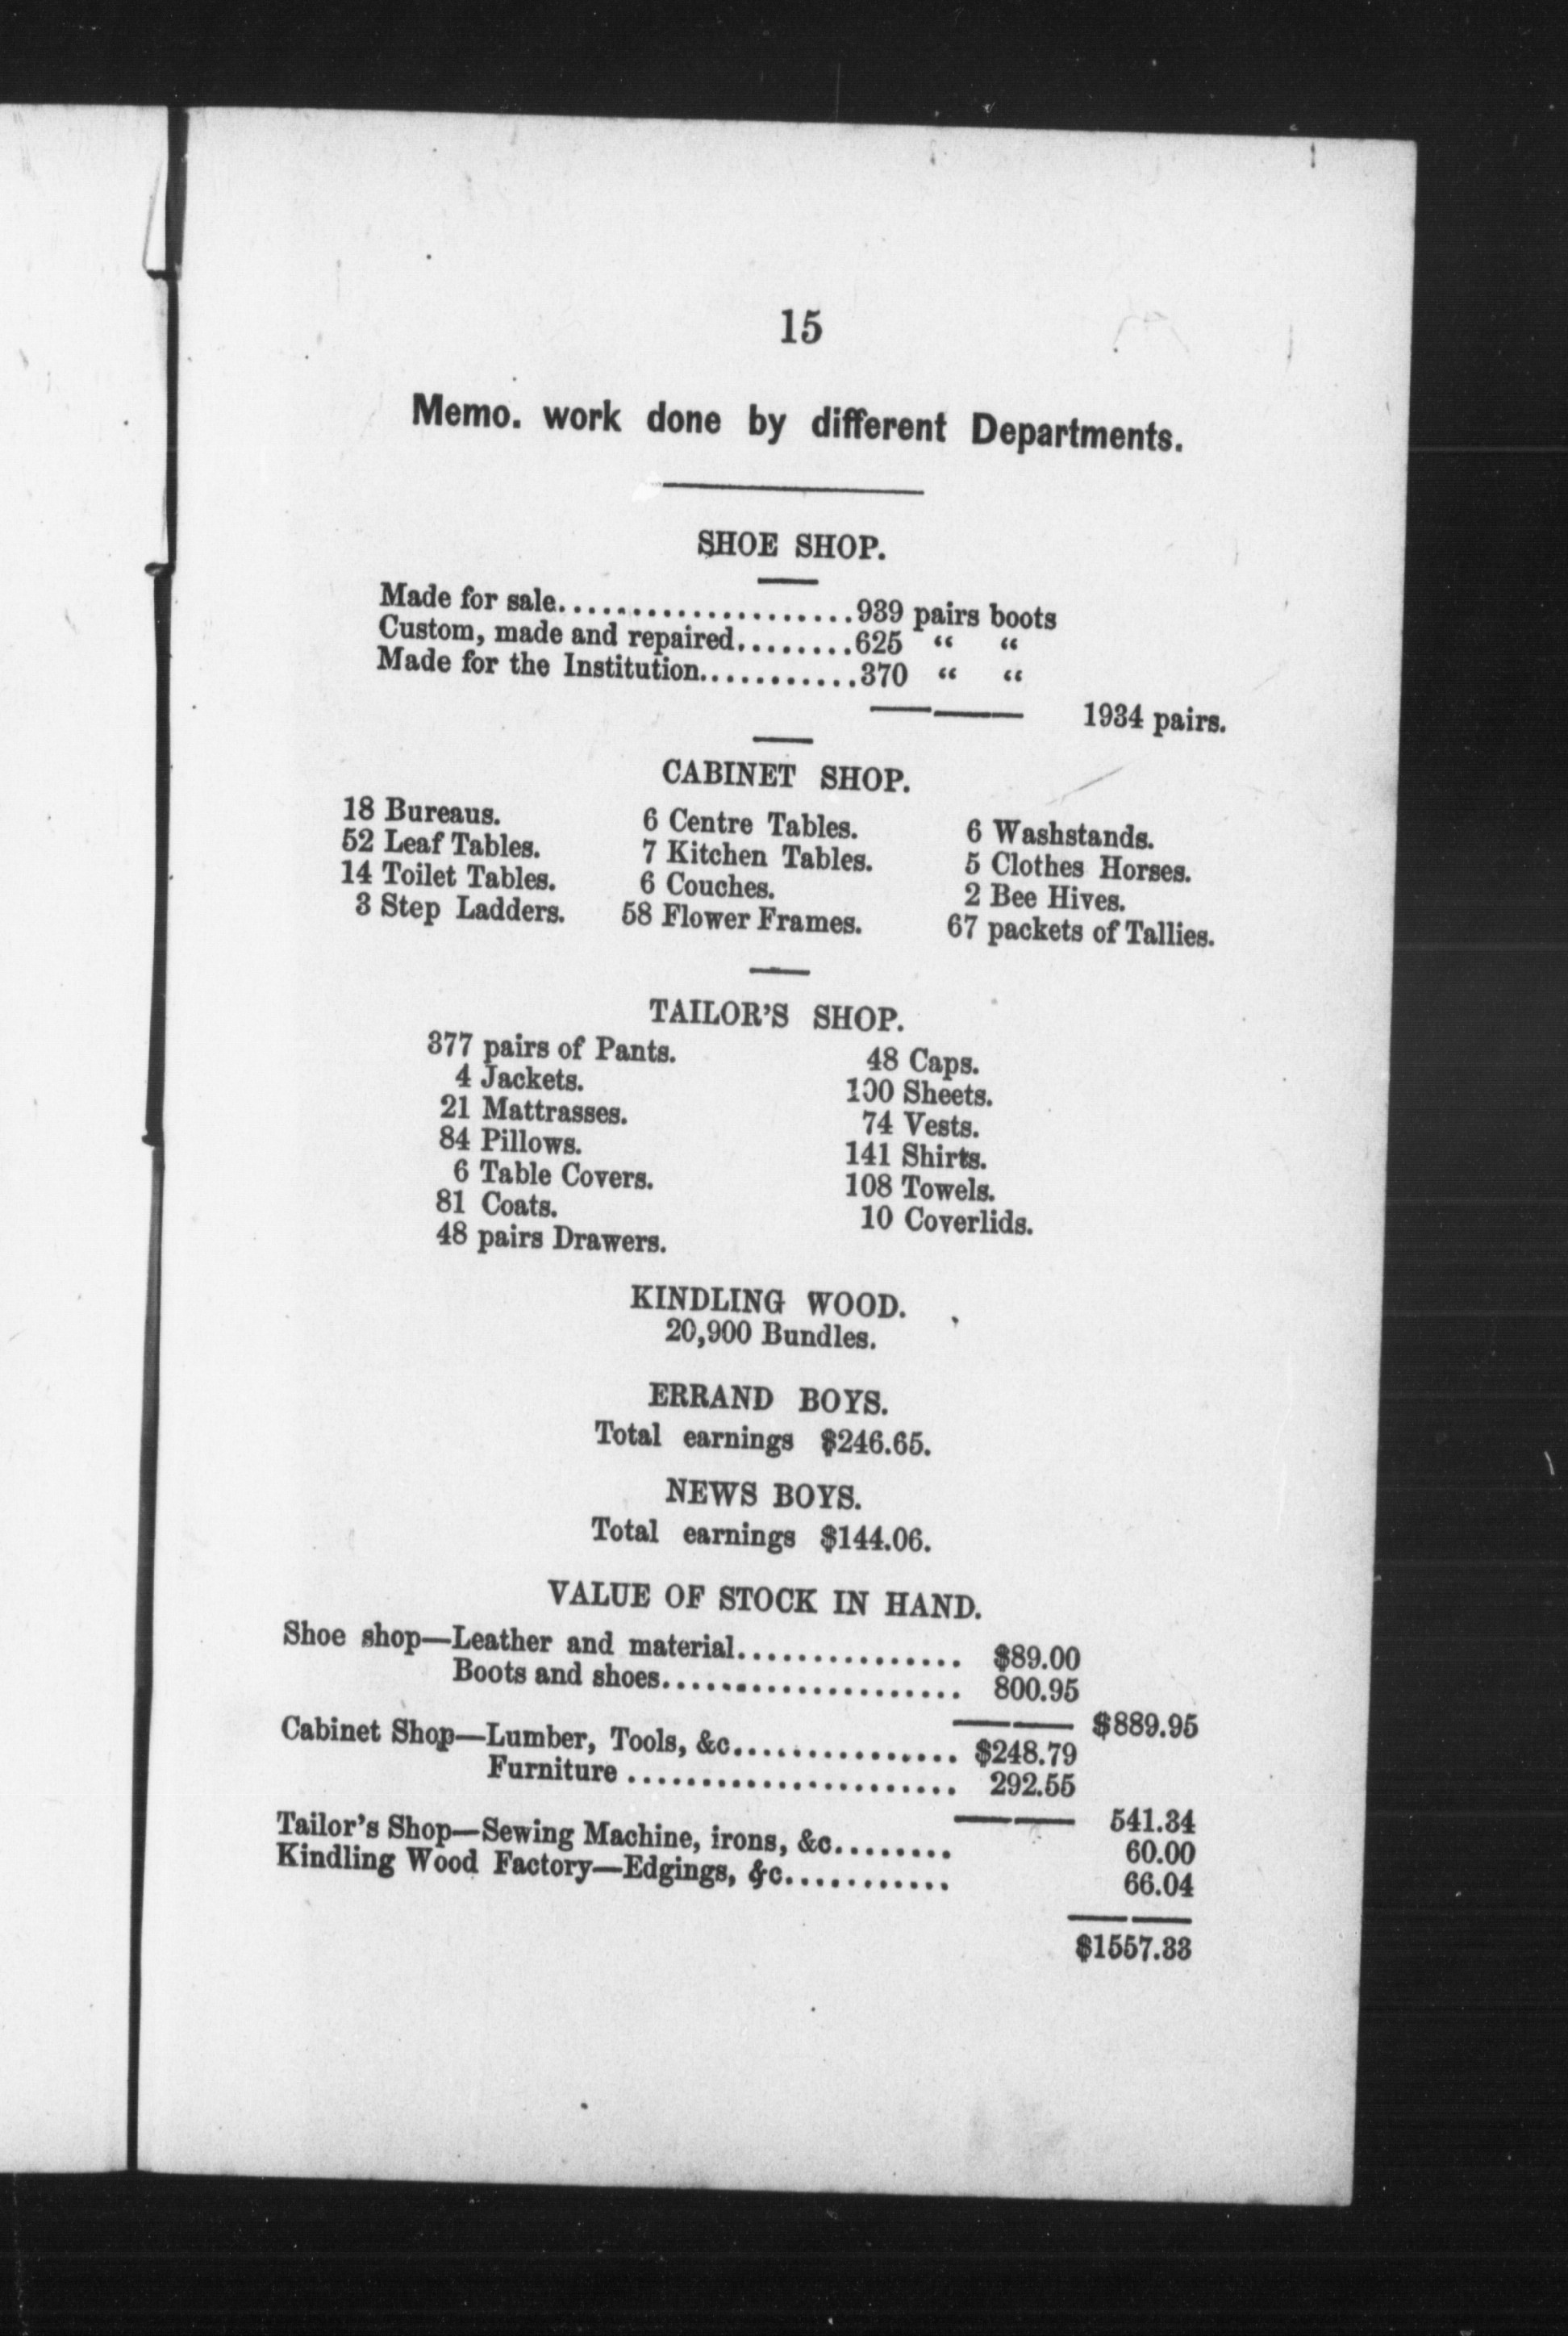 15
Memo. work done by different Departments.
SHOE SHOP.
Made for sale.....................939 pairs boots
Custom, made and repaired........625 “ “
Made for the Institution...........370 “ “
1934 pairs.
CABINET SHOP.
18 Bureaus. 6 Centre Tables. 6 Washstands.
52 Leaf Tables. 7 Kitchen Tables. 5 Clothes Horses.
14 Toilet Tables. 6 Couches. 2 Bee Hives.
3 Step Ladders. 58 Flower Frames. 67 packets of Tallies.
TAILOR'S SHOP.
377 pairs of Pants. 48 Caps.
4 Jackets. 100 Sheets.
21 Mattrasses. 74 Vests.
84 Pillows. 141 Shirts.
6 Table Covers. 108 Towels.
81 Coats. 10 Coverlids.
48 pairs Drawers.
KINDLING WOOD.
20,900 Bundles.
ERRAND BOYS.
Total earnings $246.65.
NEWS BOYS.
Total earnings $144.06.
VALUE OF STOCK IN HAND.
Shoe shop—Leather and material............... $89.00
Boots and shoes.................... 800.95
$889.95
Cabinet Shop—Lumber, Tools, &c............... $248.79
Furniture ...................... 292.55
541.34
Tailor's Shop—Sewing Machine, irons, &c........ 60.00
Kindling Wood Factory—Edgings, &c........... 66.04
$1557.33